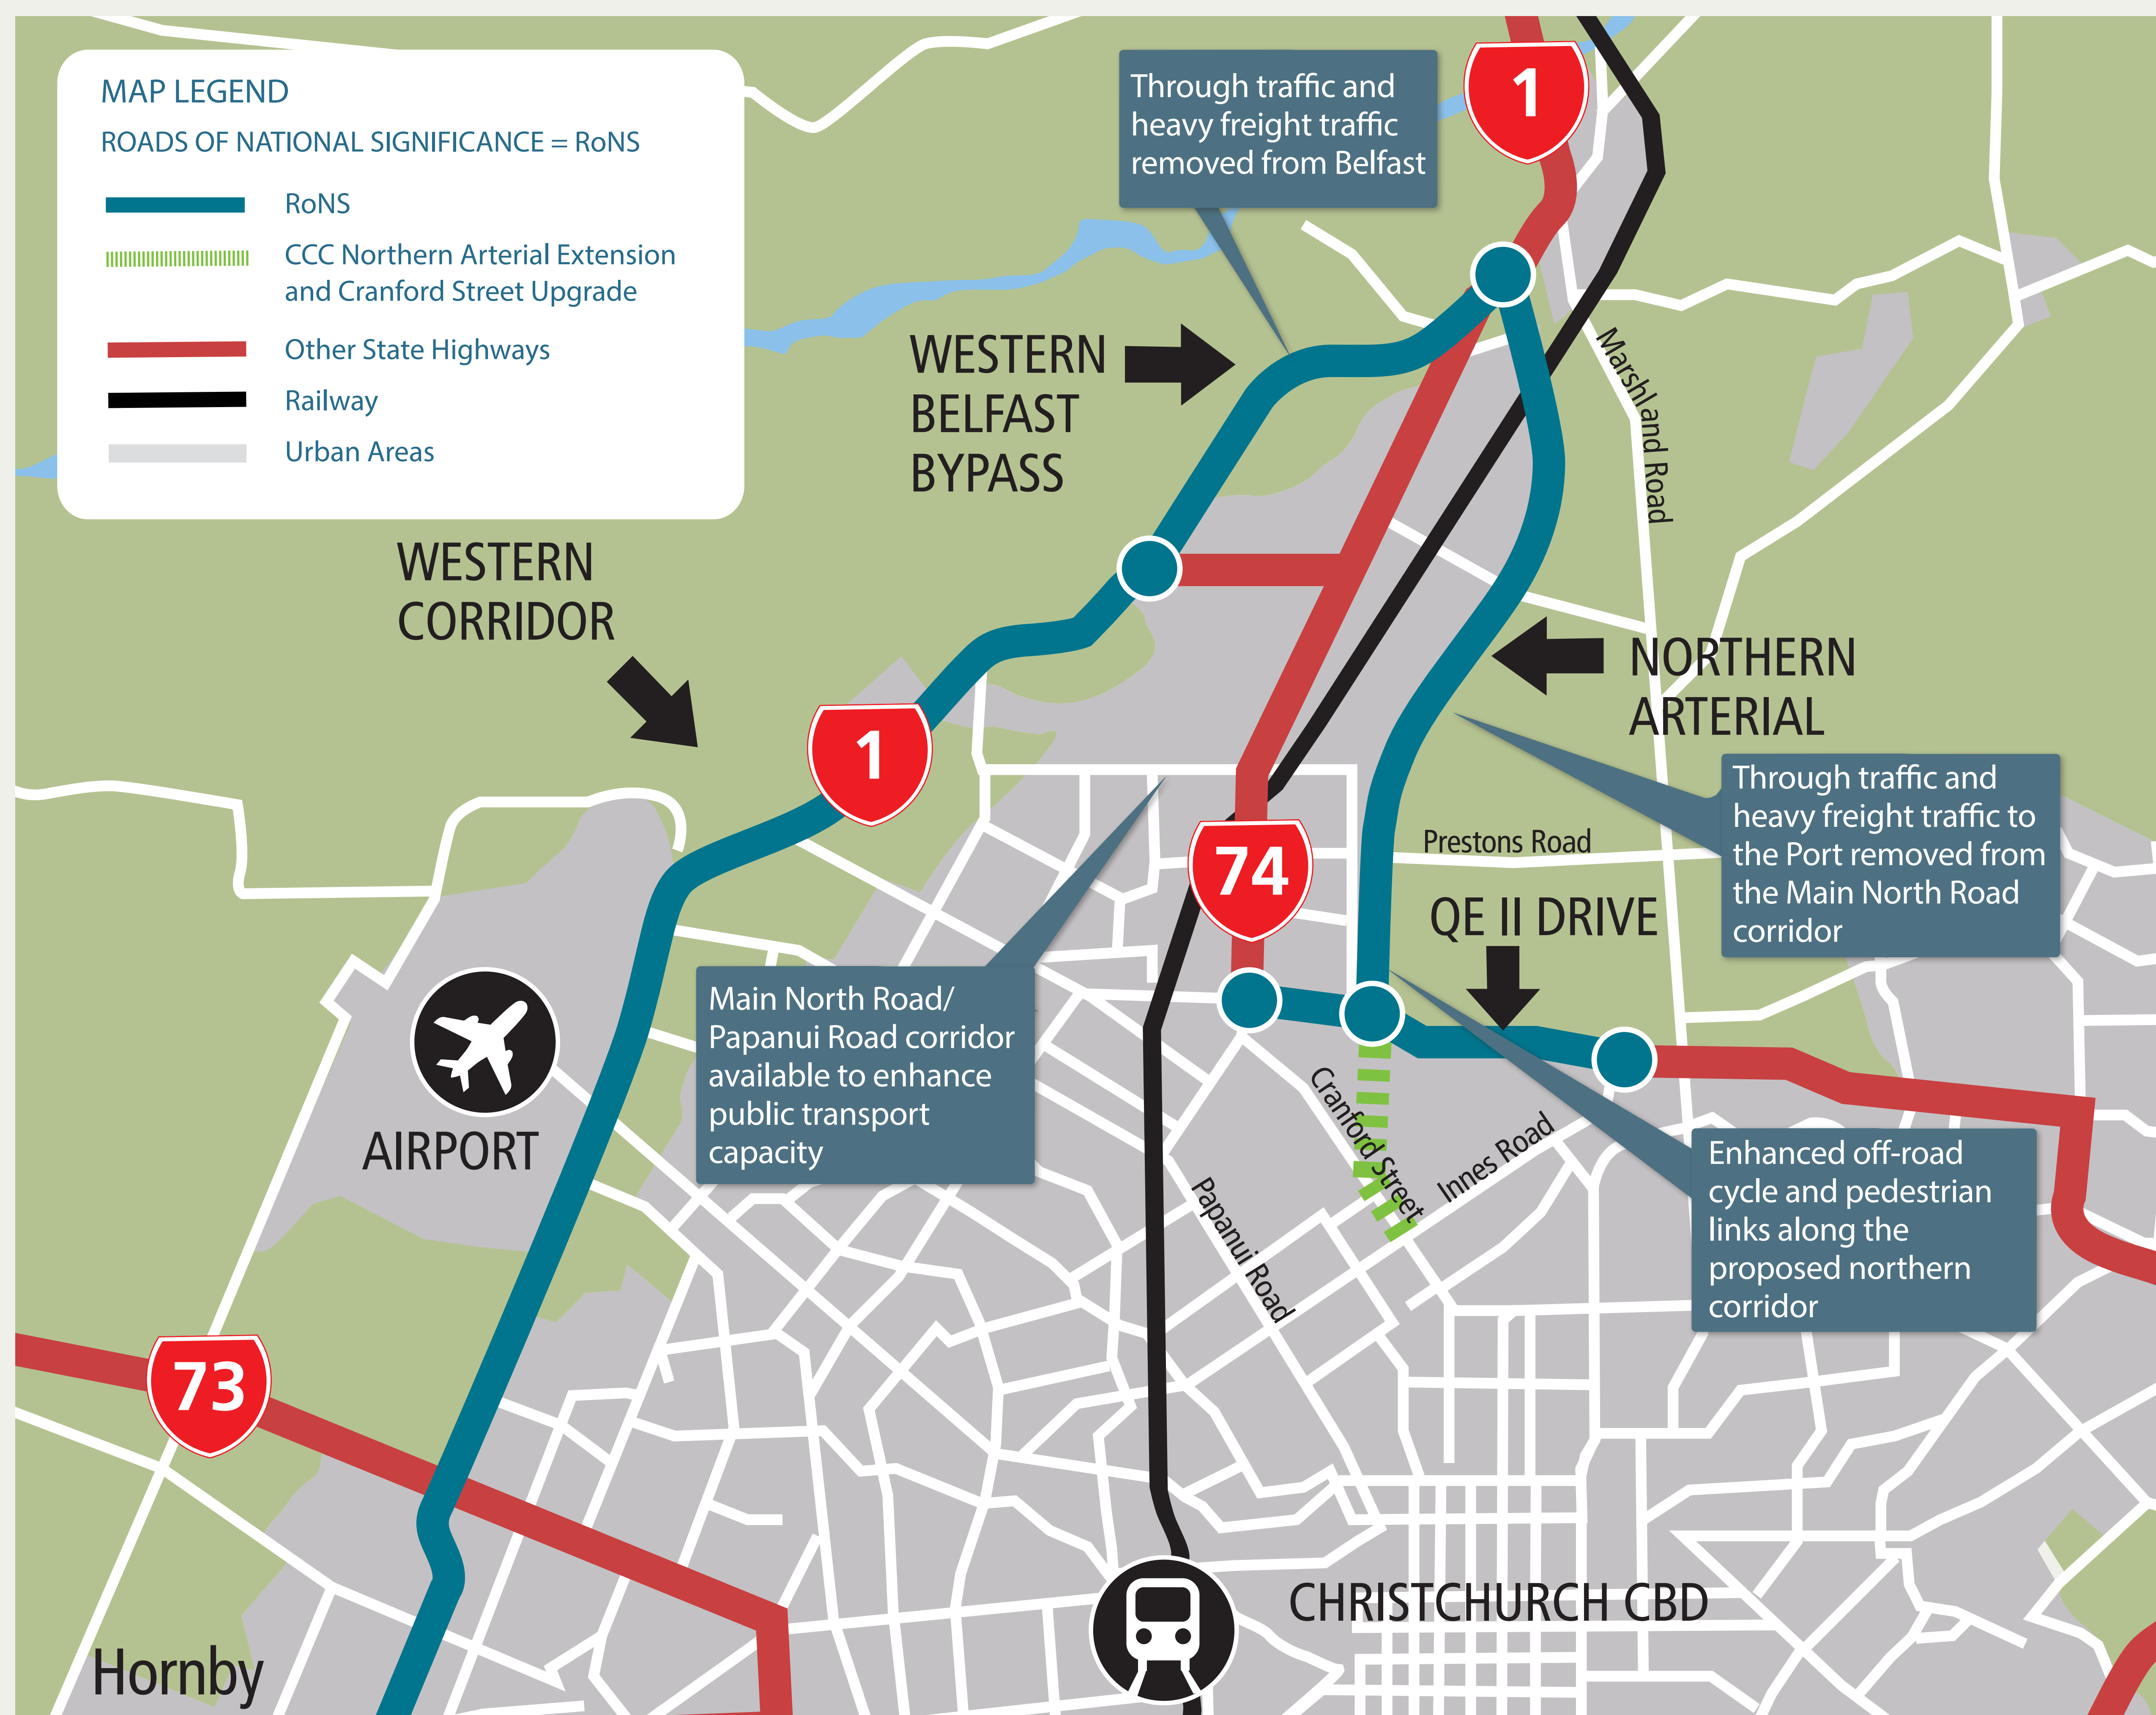 MAP LEGEND
ROADS OF NATIONAL SIGNIFICANCE = RoNS
RoNS
CCC Northern Arterial Extension
and Cranford Street Upgrade
Other State Highways
Railway
Urban Areas
Through traffic and
heavy freight traffic
removed from Belfast
1
WESTERN
BELFAST
BYPASS
Marshland Road
WESTERN
CORRIDOR
NORTHERN
ARTERIAL
1
Through traffic and
heavy freight traffic to
the Port removed from
the Main North Road
corridor
74
Prestons Road
QE II DRIVE
Main North Road/
Papanui Road corridor
available to enhance
public transport
capacity
AIRPORT
Cranford Street
Innes Road
Papanui Road
Enhanced off-road
cycle and pedestrian
links along the
proposed northern
corridor
73
CHRISTCHURCH CBD
Hornby